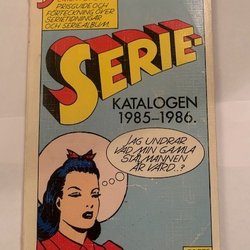 PRISGUIDE OCH
FÖRTECKNING ÖVER
SERIETIDNINGAR
OCH SERIEALBUM
SERIE-
KATALOGEN
1985–1986.
JAG UNDRAR
VAD MIN GAMLA
STÅLMANNEN
ÄR VÄRD..?